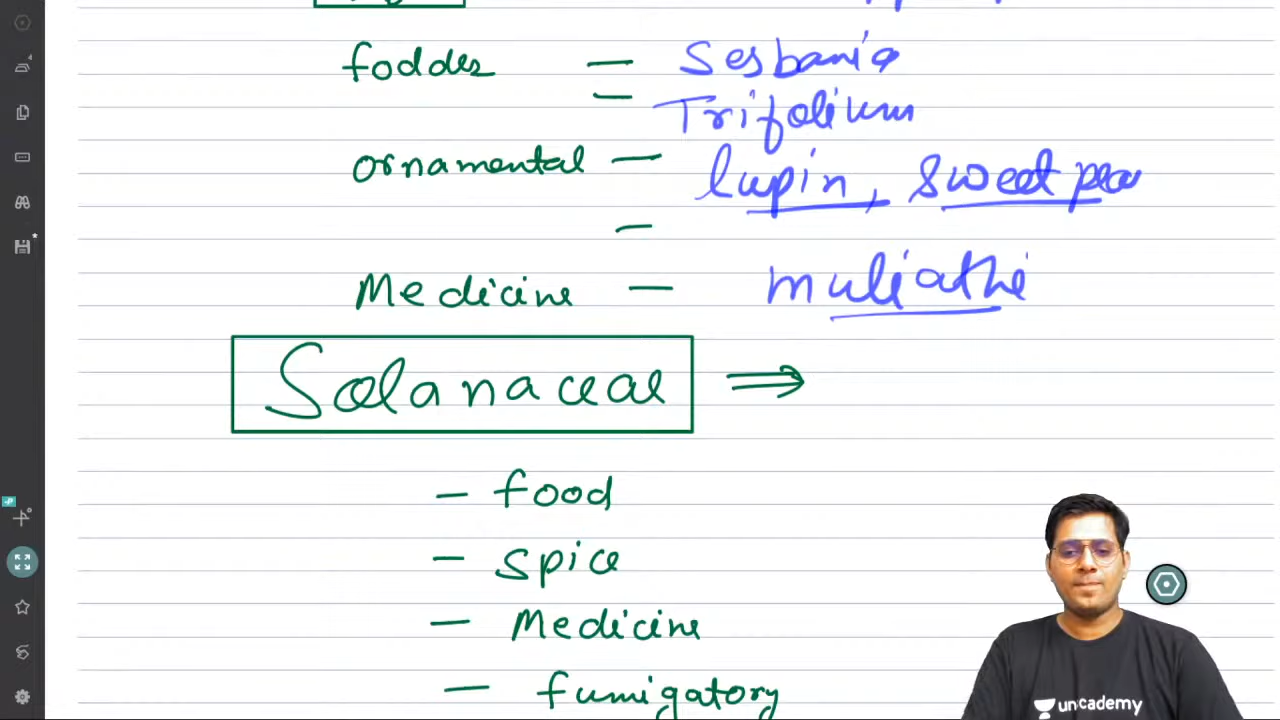 fodder — Sesbania
— Trifolium
ornamental — lupin, sweet pea
—
Medicine — muliathi
Solanaceae ⇒
- food
- spice
- Medicine
- fumigatory
unacademy